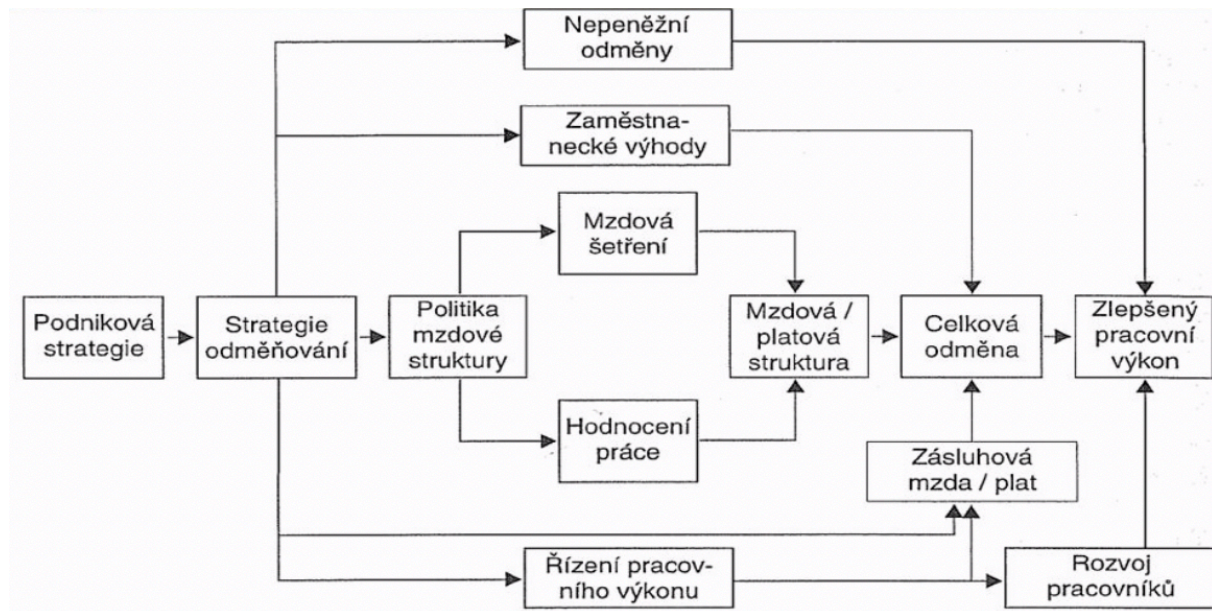 Nepeněžní
odměny
Zaměstna-
necké výhody
Mzdová
šetření
Podniková
strategie
Strategie
odměňování
Politika
mzdové
struktury
Mzdová /
platová
struktura
Celková
odměna
Zlepšený
pracovní
výkon
Hodnocení
práce
Zásluhová
mzda / plat
Řízení pracov-
ního výkonu
Rozvoj
pracovníků